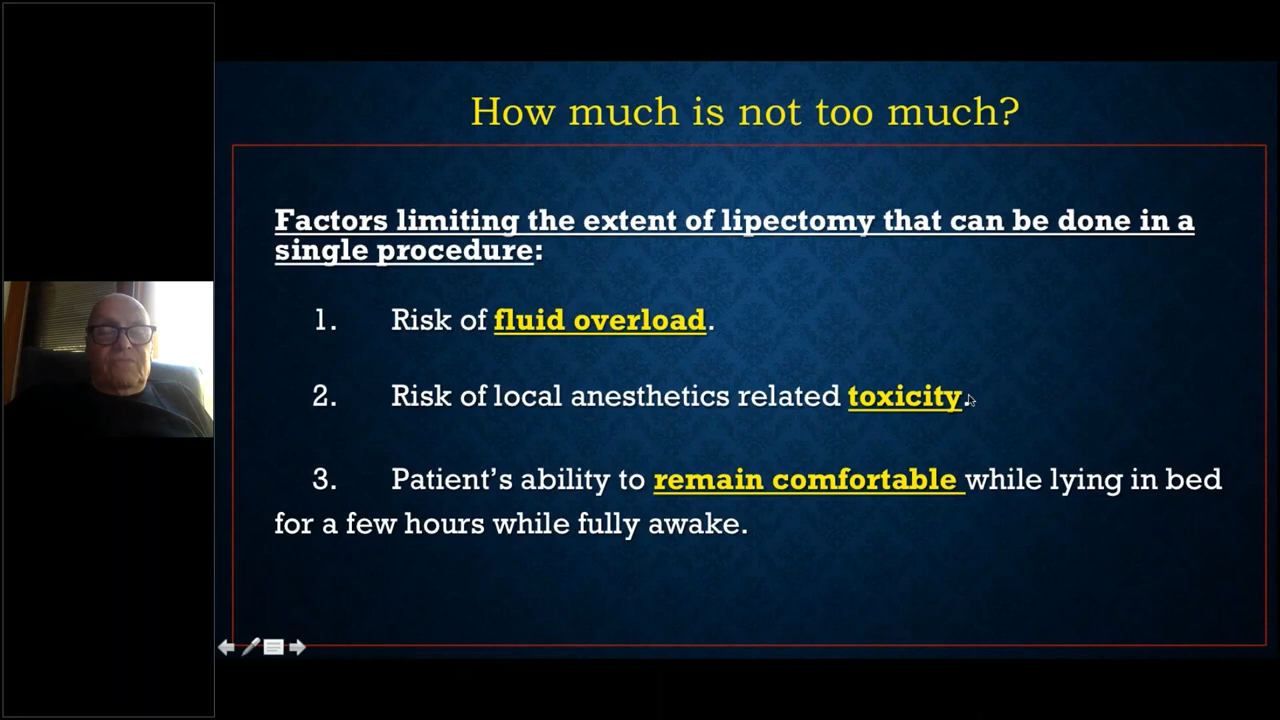 How much is not too much?
Factors limiting the extent of lipectomy that can be done in a
single procedure:
1. Risk of fluid overload.
2. Risk of local anesthetics related toxicity.
3. Patient’s ability to remain comfortable while lying in bed
for a few hours while fully awake.